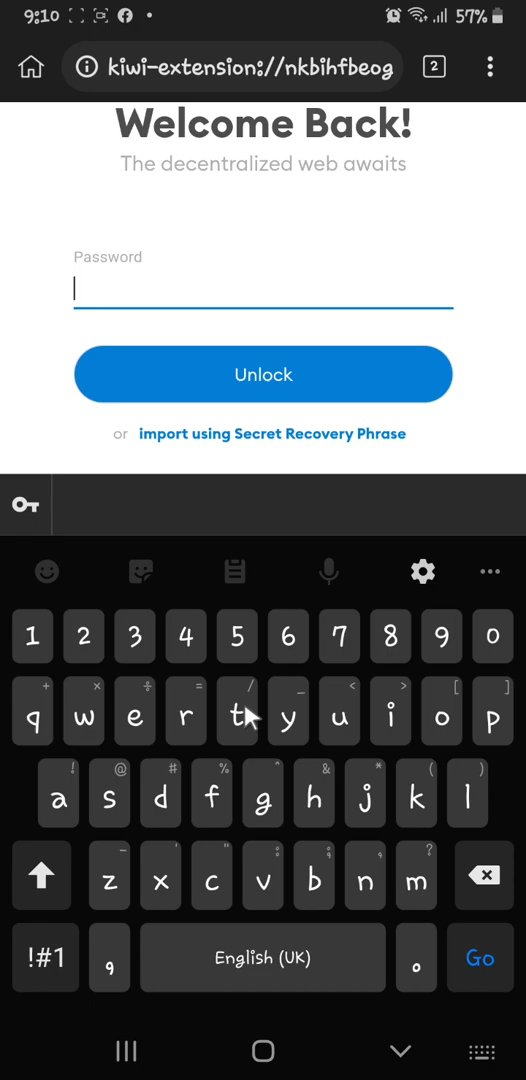 9:10
57%
kiwi-extension://nkbihfbeog
2
Welcome Back!
The decentralized web awaits
Password
Unlock
or import using Secret Recovery Phrase
1 2 3 4 5 6 7 8 9 0
+ × ÷ = / _ < > [ ]
q w e r t y u i o p
! @ # % ^ & * ( )
a s d f g h j k l
- ' " : ; , ?
z x c v b n m
!#1 , English (UK) . Go